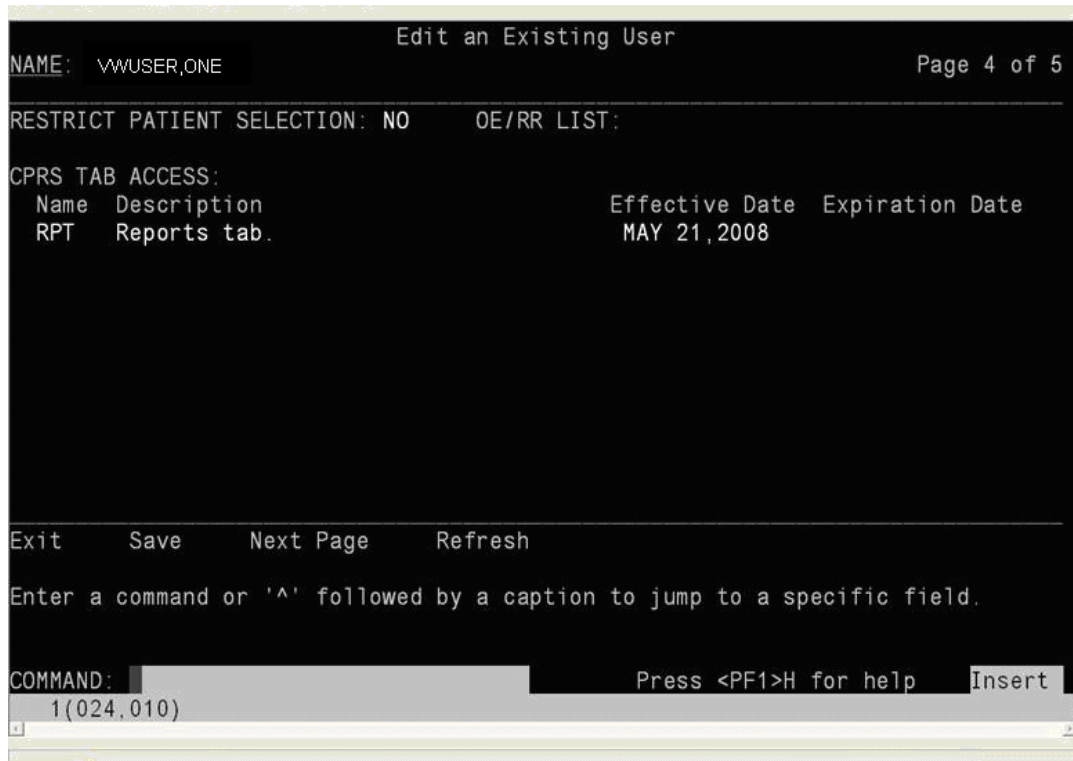 Edit an Existing User
NAME: VWUSER,ONE Page 4 of 5
RESTRICT PATIENT SELECTION: NO OE/RR LIST:
CPRS TAB ACCESS:
Name Description Effective Date Expiration Date
RPT Reports tab. MAY 21,2008
Exit Save Next Page Refresh
Enter a command or '^' followed by a caption to jump to a specific field.
COMMAND: Press <PF1>H for help Insert
1(024,010)